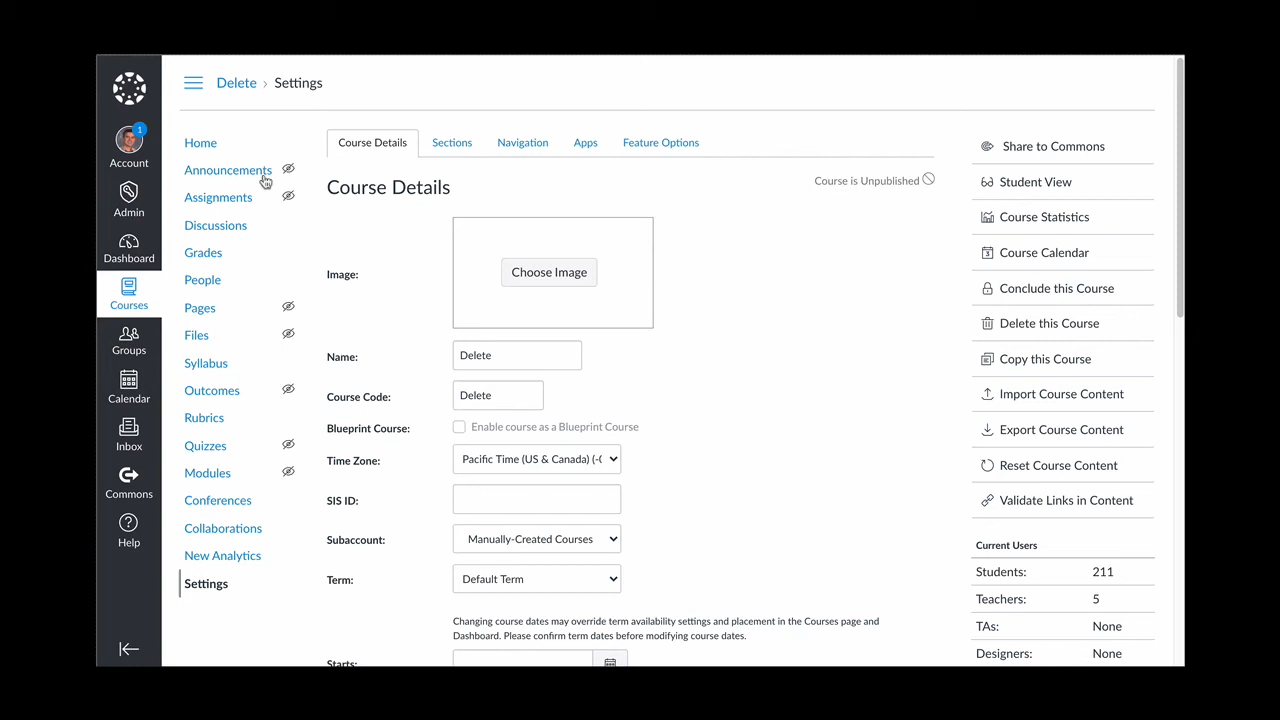 Delete › Settings
1
Account
Admin
Dashboard
Courses
Groups
Calendar
Inbox
Commons
Help
Home
Announcements
Assignments
Discussions
Grades
People
Pages
Files
Syllabus
Outcomes
Rubrics
Quizzes
Modules
Conferences
Collaborations
New Analytics
Settings
Course Details Sections Navigation Apps Feature Options
Course Details
Course is Unpublished
Image:
Choose Image
Name: Delete
Course Code: Delete
Blueprint Course: Enable course as a Blueprint Course
Time Zone: Pacific Time (US & Canada) (-
SIS ID:
Subaccount: Manually-Created Courses
Term: Default Term
Changing course dates may override term availability settings and placement in the Courses page and
Dashboard. Please confirm term dates before modifying course dates.
Starts:
Share to Commons
Student View
Course Statistics
Course Calendar
Conclude this Course
Delete this Course
Copy this Course
Import Course Content
Export Course Content
Reset Course Content
Validate Links in Content
Current Users
Students: 211
Teachers: 5
TAs: None
Designers: None